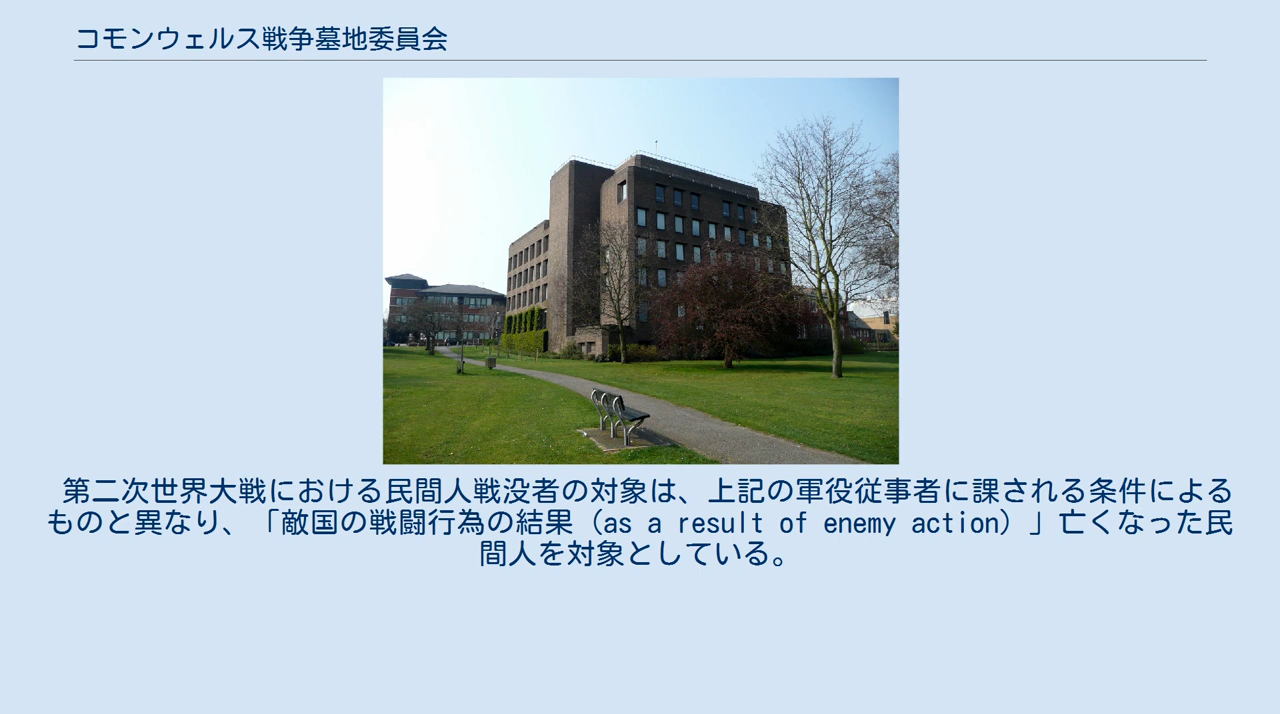 コモンウェルス戦争墓地委員会
第二次世界大戦における民間人戦没者の対象は、上記の軍役従事者に課される条件による
ものと異なり、「敵国の戦闘行為の結果（as a result of enemy action）」亡くなった民
間人を対象としている。